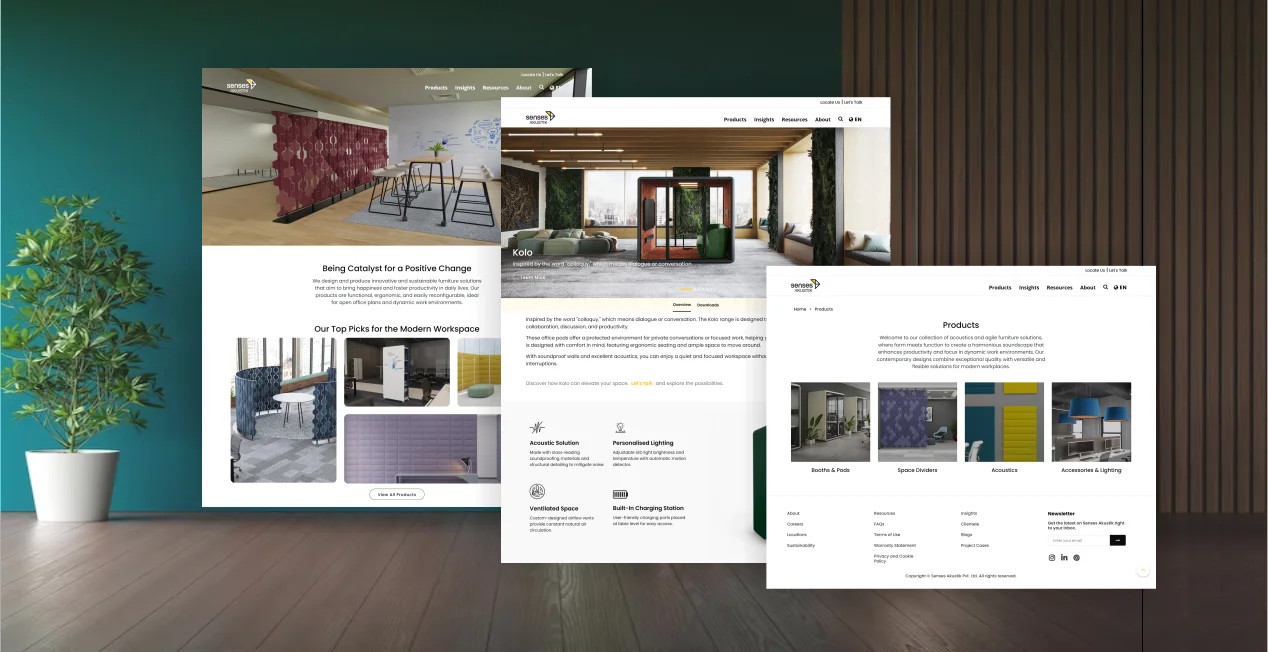 Locate Us | Let's Talk
senses
AKUSTIK
Products Insights Resources About
Being Catalyst for a Positive Change
We design and produce innovative and sustainable furniture solutions
that aim to bring happiness and foster productivity in daily lives. Our
products are functional, ergonomic, and easily reconfigurable, ideal
for open office plans and dynamic work environments.
Our Top Picks for the Modern Workspace
View All Products
Locate Us | Let's Talk
senses
AKUSTIK
Products Insights Resources About EN
Kolo
Inspired by the word "colloquy," which means dialogue or conversation
Learn More
Overview Downloads
Inspired by the word "colloquy," which means dialogue or conversation. The Kolo range is designed
collaboration, discussion, and productivity.
These office pods offer a protected environment for private conversations or focused work, helping
is designed with comfort in mind, featuring ergonomic seating and ample space to move around.
With soundproof walls and excellent acoustics, you can enjoy a quiet and focused workspace
interruptions.
Discover how Kolo can elevate your space. Let's Talk and explore the possibilities.
Acoustic Solution
Made with class-leading
soundproofing materials and
structural detailing to mitigate noise.
Personalised Lighting
Adjustable LED light brightness and
temperature with automatic motion
detector.
Ventilated Space
Custom-designed airflow vents
provide constant natural air
circulation.
Built-In Charging Station
User-friendly charging ports placed
at table level for easy access.
Locate Us | Let's Talk
senses
AKUSTIK
Products Insights Resources About EN
Home > Products
Products
Welcome to our collection of acoustics and agile furniture solutions,
where form meets function to create a harmonious soundscape that
enhances productivity and focus in dynamic work environments. Our
contemporary designs combine exceptional quality with versatile and
flexible solutions for modern workplaces.
Booths & Pods
Space Dividers
Acoustics
Accessories & Lighting
About
Careers
Locations
Sustainability
Resources
FAQs
Terms of Use
Warranty Statement
Privacy and Cookie
Policy
Insights
Clientele
Blogs
Project Cases
Newsletter
Get the latest on Senses Akustik right
to your inbox.
Enter your email
Copyright © Senses Akustik Pvt. Ltd. All rights reserved.